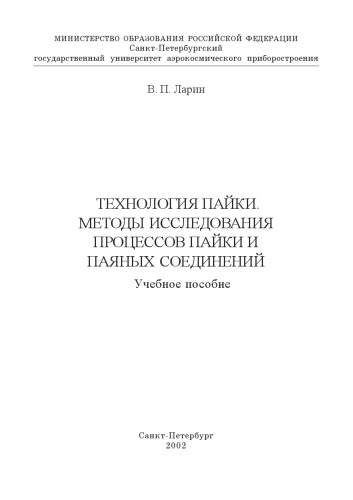 МИНИСТЕРСТВО ОБРАЗОВАНИЯ РОССИЙСКОЙ ФЕДЕРАЦИИ
Санкт-Петербургский
государственный университет аэрокосмического приборостроения
В. П. Ларин
ТЕХНОЛОГИЯ ПАЙКИ.
МЕТОДЫ ИССЛЕДОВАНИЯ
ПРОЦЕССОВ ПАЙКИ И
ПАЯНЫХ СОЕДИНЕНИЙ
Учебное пособие
Санкт-Петербург
2002